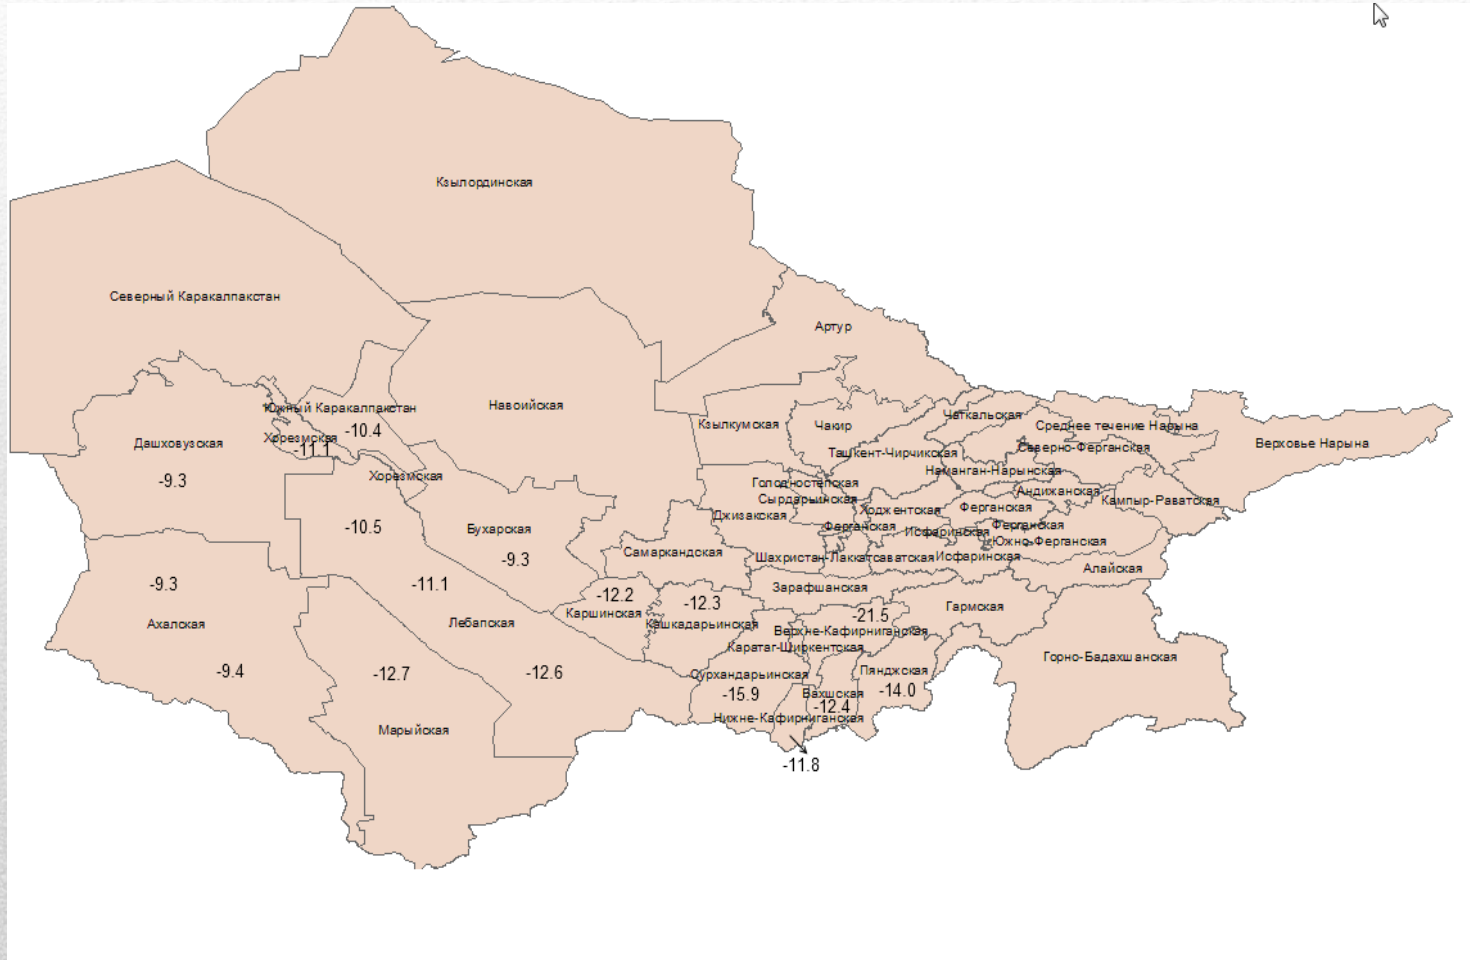 Кзылординская
Северный Каракалпакстан
Артур
Навоийская
Южный Каракалпакстан
-10.4
Хорезмская
-11.1
Дашховузская
-9.3
Хорезмская
-10.5
Бухарская
-9.3
Кзылкумская
Чакир
Чаткальская
Среднее течение Нарына
Верховье Нарына
Ташкент-Чирчикская
Северно-Ферганская
Наманган-Нарынская
Голодностепская
Сырдарьинская
Джизакская
Ходжентская
Андижанская
Кампыр-Раватская
Ферганская
Ферганская
Исфаринская
Ферганская
Южно-Ферганская
Самаркандская
Шахристан-Лаккатсаватская
Исфаринская
Алайская
Зарафшанская
-9.3
Ахалская
-9.4
-11.1
Лебапская
-12.6
-12.2
Каршинская
-12.3
Кашкадарьинская
-21.5
Верхне-Кафирниганская
Гармская
Каратаг-Ширкентская
Горно-Бадахшанская
Сурхандарьинская
-15.9
Пянджская
-14.0
Вахшская
-12.4
Нижне-Кафирниганская
-11.8
-12.7
Марыйская